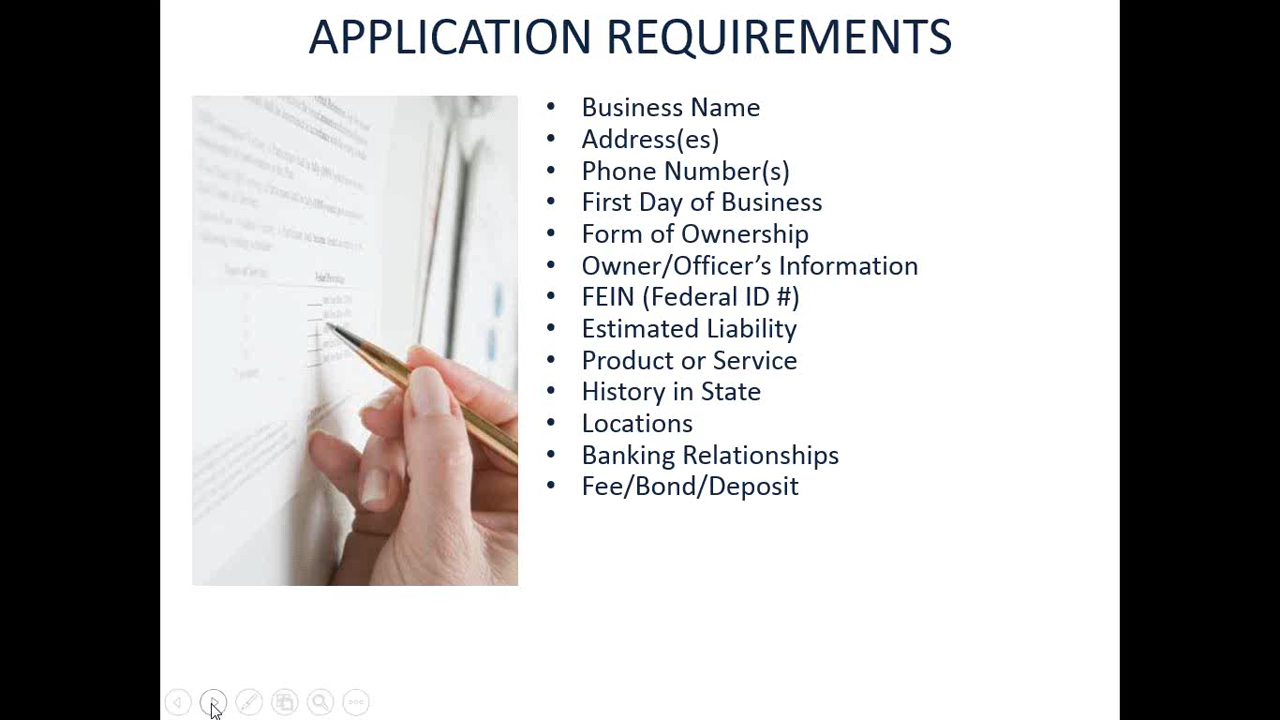 APPLICATION REQUIREMENTS
• Business Name
• Address(es)
• Phone Number(s)
• First Day of Business
• Form of Ownership
• Owner/Officer’s Information
• FEIN (Federal ID #)
• Estimated Liability
• Product or Service
• History in State
• Locations
• Banking Relationships
• Fee/Bond/Deposit